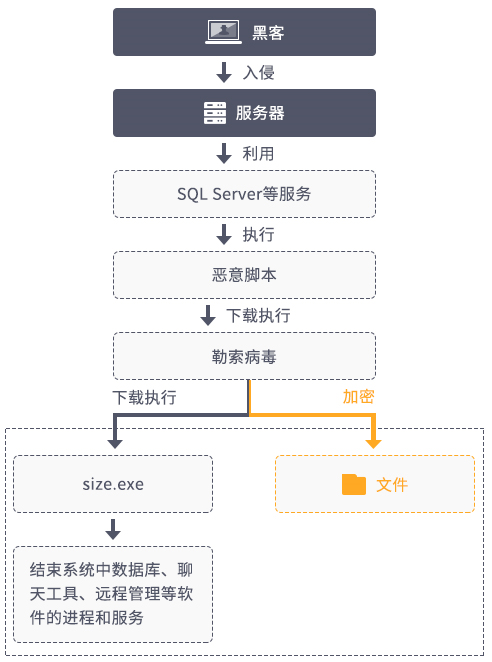 黑客
入侵
服务器
利用
SQL Server等服务
执行
恶意脚本
下载执行
勒索病毒
下载执行
加密
size.exe
文件
结束系统中数据库、聊
天工具、远程管理等软
件的进程和服务